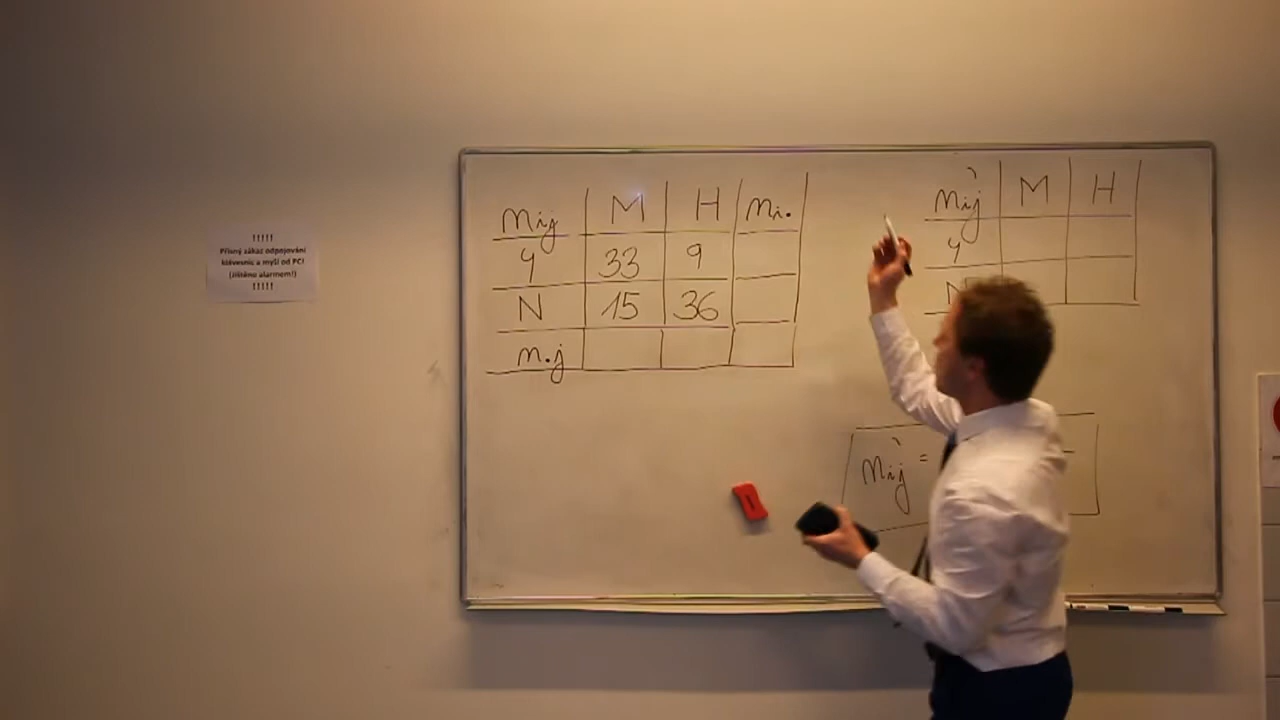 !!!!!
Přísný zákaz odpojování
klávesnic a myší od PC!
(Jištěno alarmem!)
!!!!!
nij M H ni.
Y 33 9
N 15 36
n.j
nij` M H
Y
N
nij` =